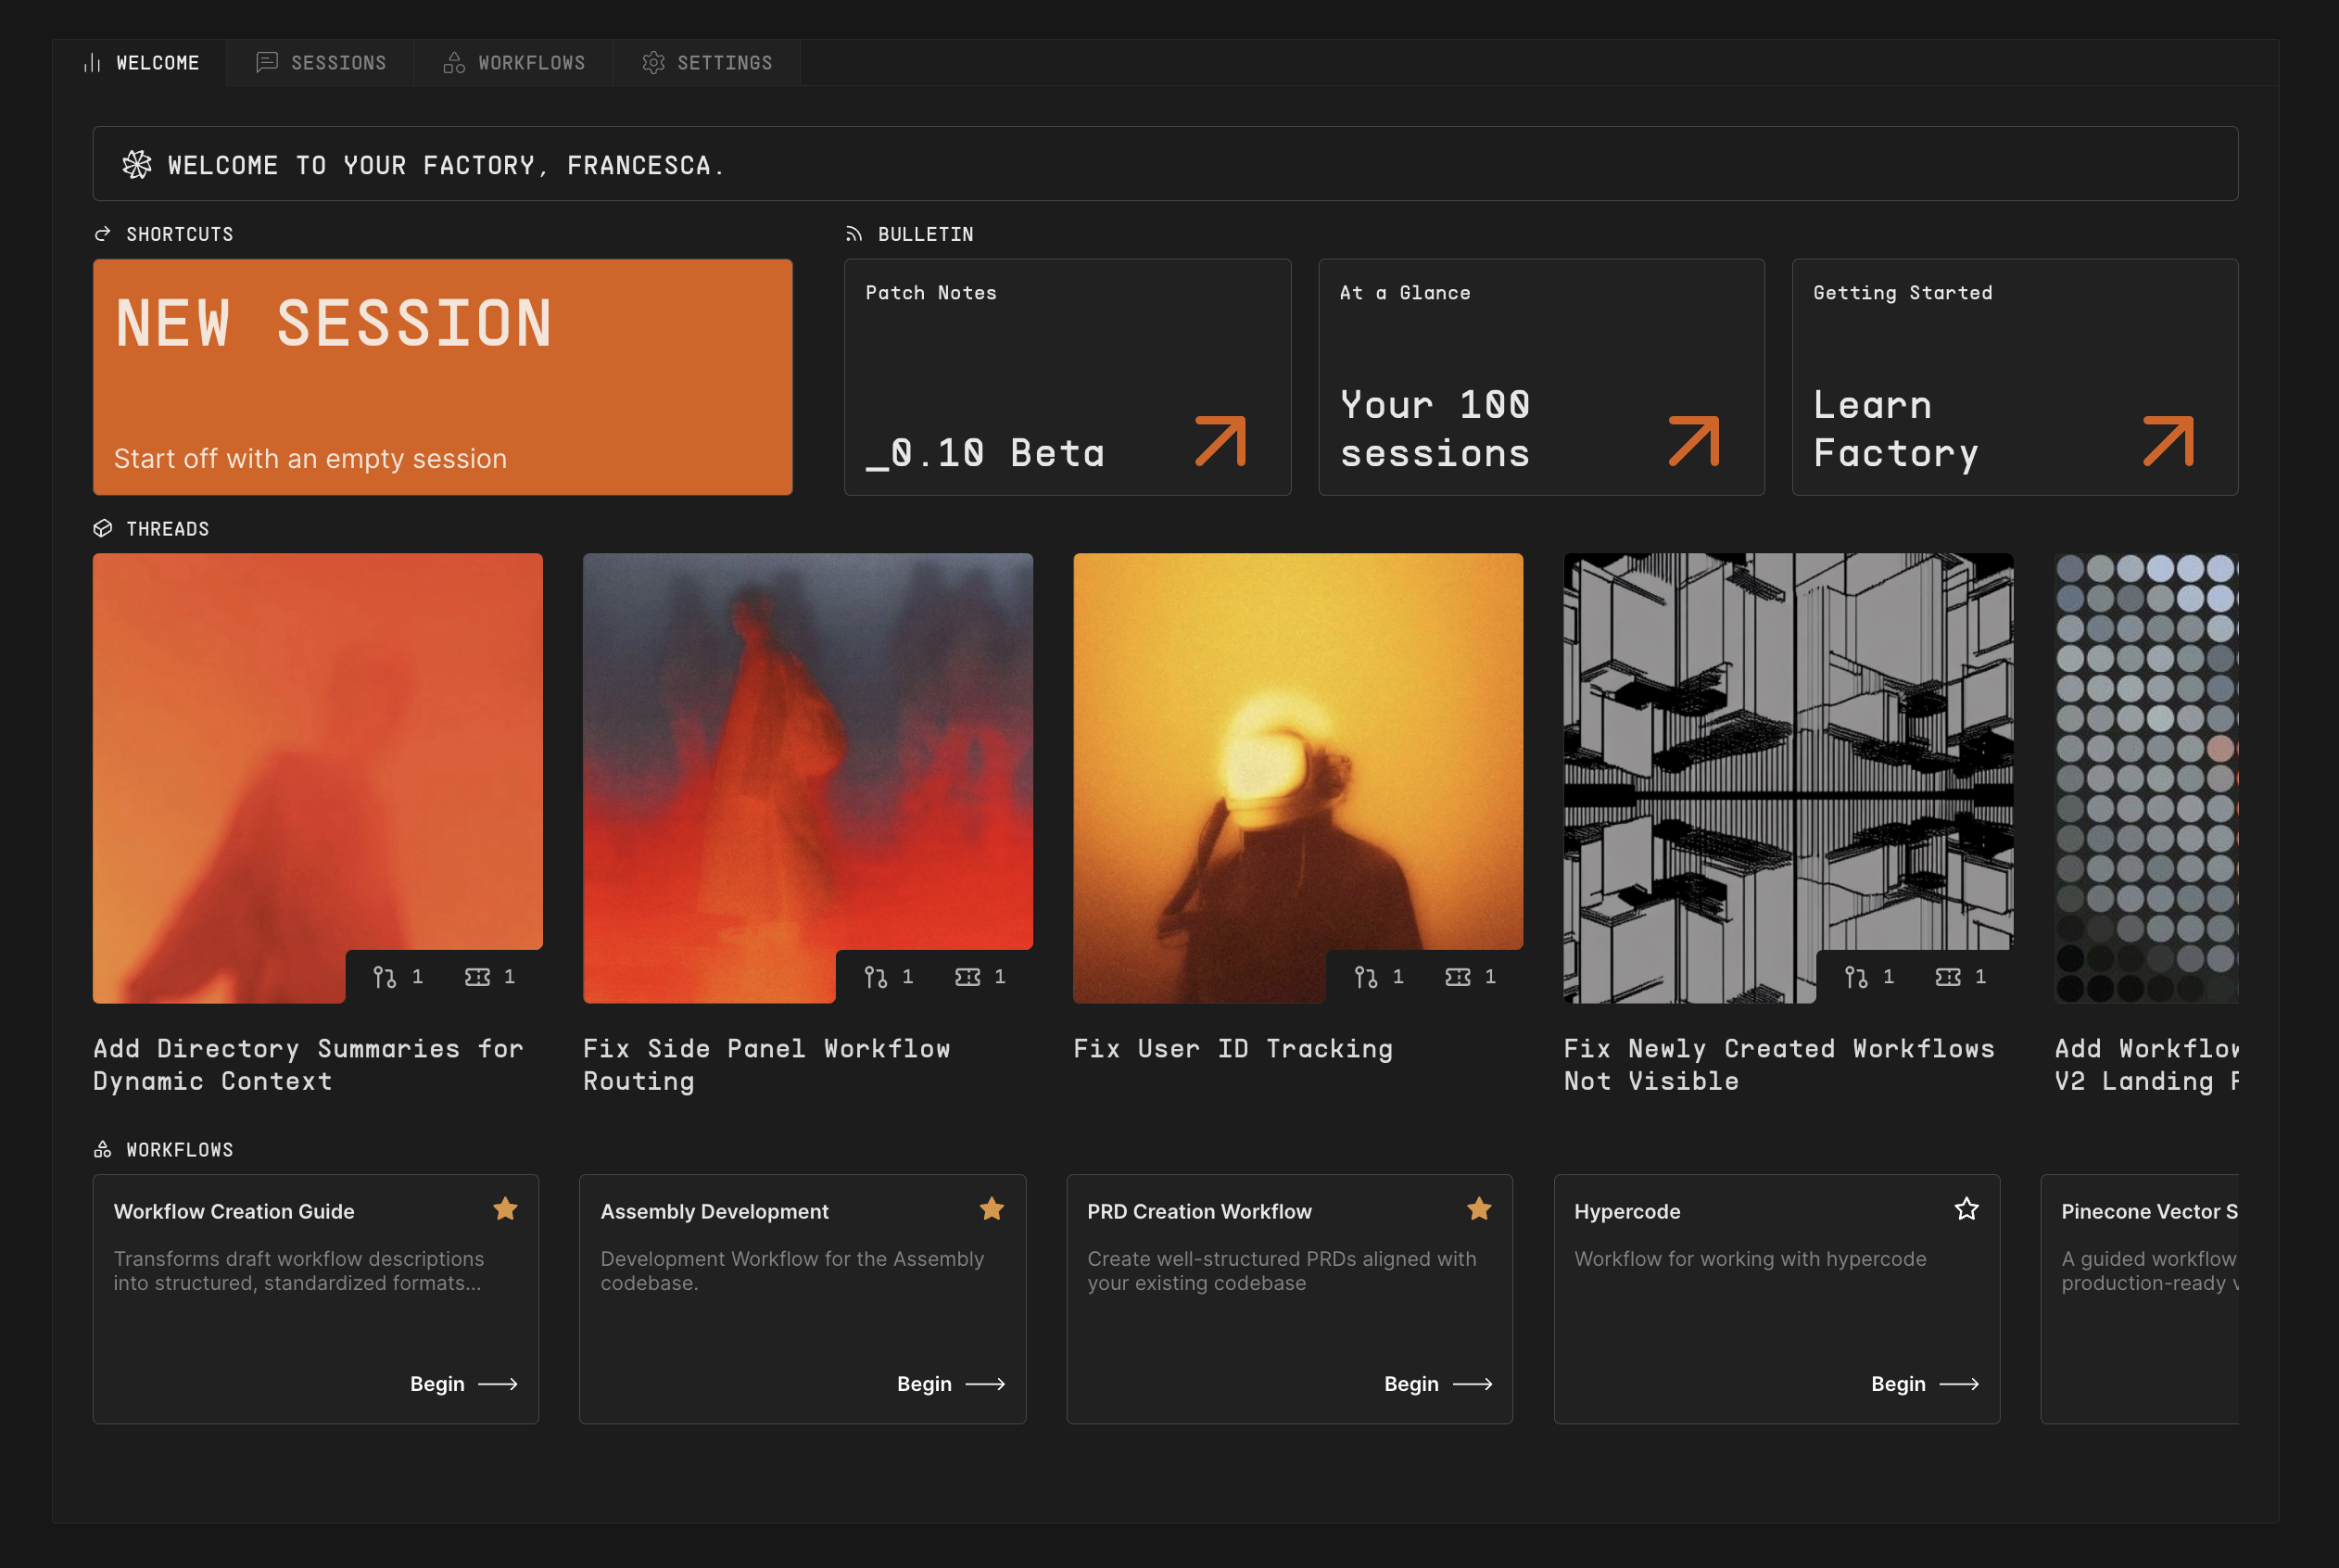 WELCOME
SESSIONS
WORKFLOWS
SETTINGS
WELCOME TO YOUR FACTORY, FRANCESCA.
SHORTCUTS
NEW SESSION
Start off with an empty session
BULLETIN
Patch Notes
_0.10 Beta
At a Glance
Your 100
sessions
Getting Started
Learn
Factory
THREADS
1 1
Add Directory Summaries for
Dynamic Context
1 1
Fix Side Panel Workflow
Routing
1 1
Fix User ID Tracking
1 1
Fix Newly Created Workflows
Not Visible
Add Workflow
V2 Landing
WORKFLOWS
Workflow Creation Guide
Transforms draft workflow descriptions
into structured, standardized formats...
Begin
Assembly Development
Development Workflow for the Assembly
codebase.
Begin
PRD Creation Workflow
Create well-structured PRDs aligned with
your existing codebase
Begin
Hypercode
Workflow for working with hypercode
Begin
Pinecone Vector S
A guided workflow
production-ready